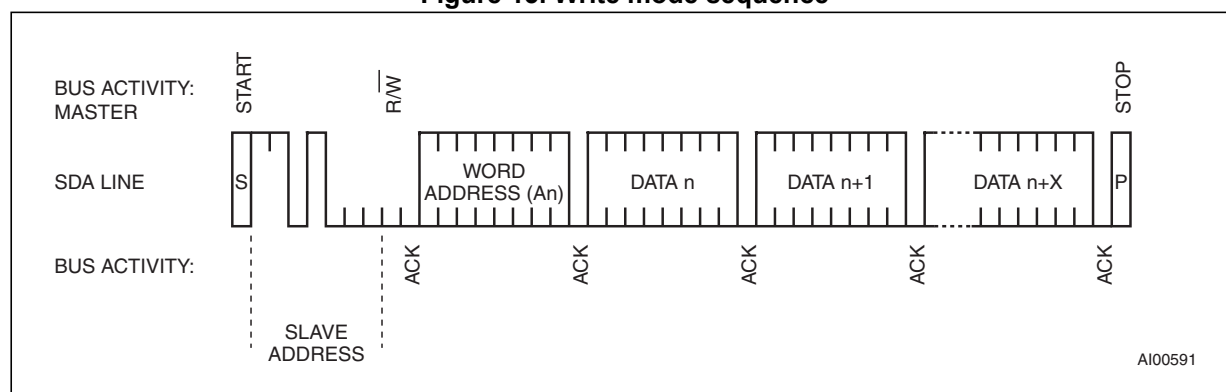 Figure 16. Write mode sequence
BUS ACTIVITY:
MASTER
START
R/W
STOP
SDA LINE
S
WORD
ADDRESS (An)
DATA n
DATA n+1
DATA n+X
P
BUS ACTIVITY:
ACK
ACK
ACK
ACK
ACK
SLAVE
ADDRESS
AI00591